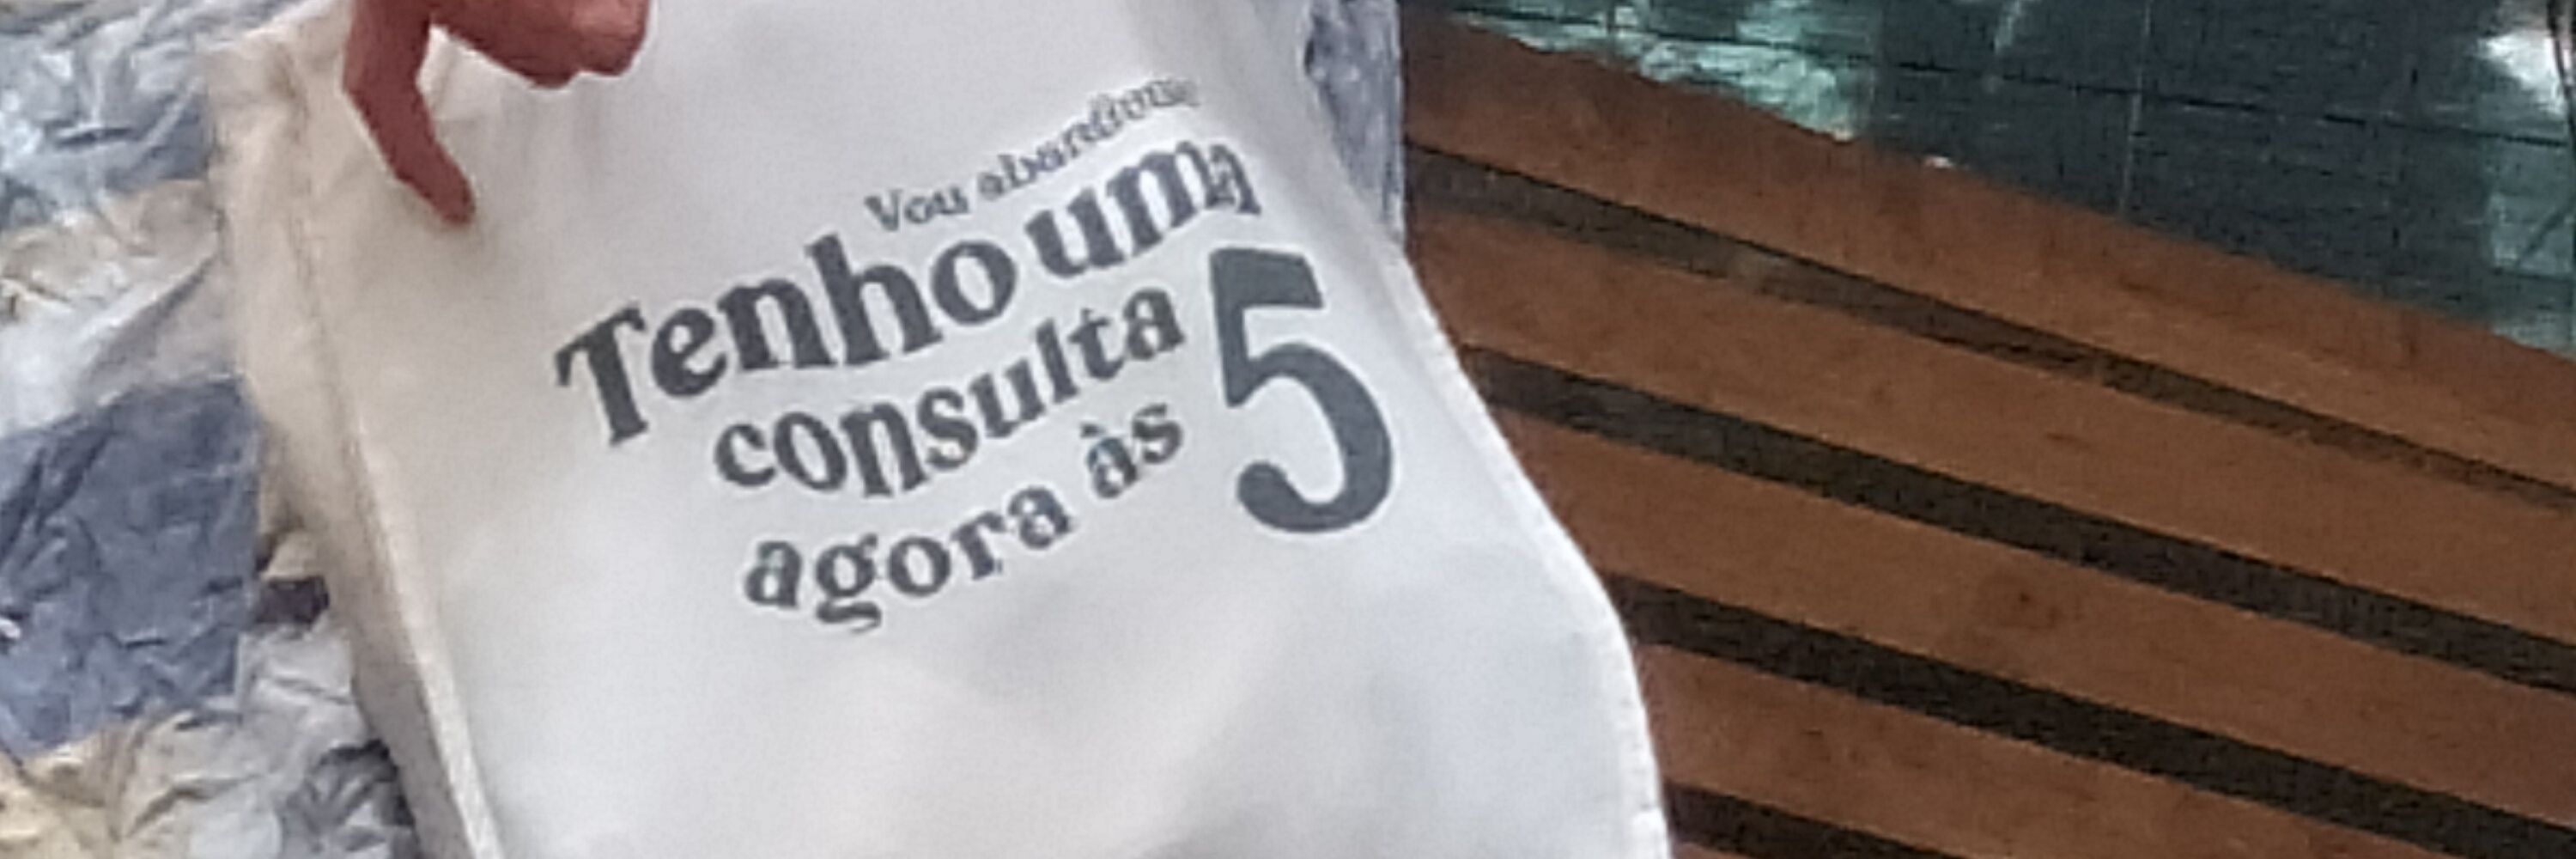 Vou
Tenho uma
consulta
agora às
5